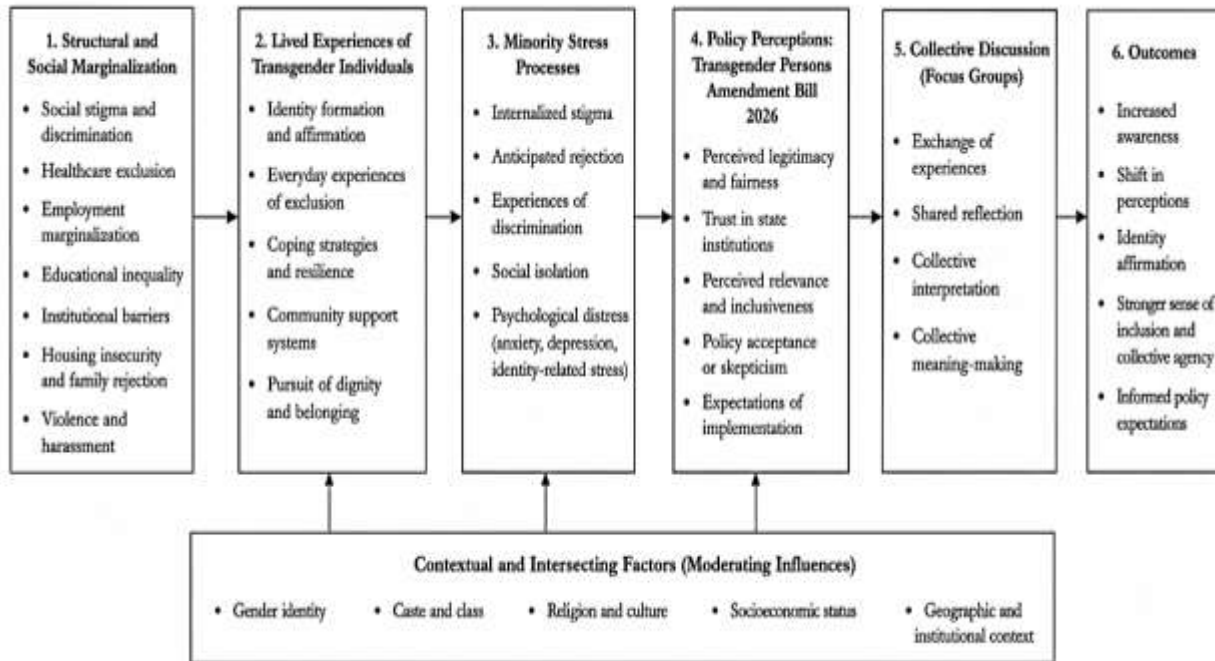 1. Structural and
Social Marginalization
• Social stigma and
discrimination
• Healthcare exclusion
• Employment
marginalization
• Educational inequality
• Institutional barriers
• Housing insecurity
and family rejection
• Violence and
harassment
2. Lived Experiences of
Transgender Individuals
• Identity formation
and affirmation
• Everyday experiences
of exclusion
• Coping strategies
and resilience
• Community support
systems
• Pursuit of dignity
and belonging
3. Minority Stress
Processes
• Internalized stigma
• Anticipated rejection
• Experiences of
discrimination
• Social isolation
• Psychological distress
(anxiety, depression,
identity-related stress)
4. Policy Perceptions:
Transgender Persons
Amendment Bill
2026
• Perceived legitimacy
and fairness
• Trust in state
institutions
• Perceived relevance
and inclusiveness
• Policy acceptance
or skepticism
• Expectations of
implementation
5. Collective Discussion
(Focus Groups)
• Exchange of
experiences
• Shared reflection
• Collective
interpretation
• Collective
meaning-making
6. Outcomes
• Increased
awareness
• Shift in
perceptions
• Identity
affirmation
• Stronger sense of
inclusion and
collective agency
• Informed policy
expectations
Contextual and Intersecting Factors (Moderating Influences)
• Gender identity • Caste and class • Religion and culture • Socioeconomic status • Geographic and
institutional context